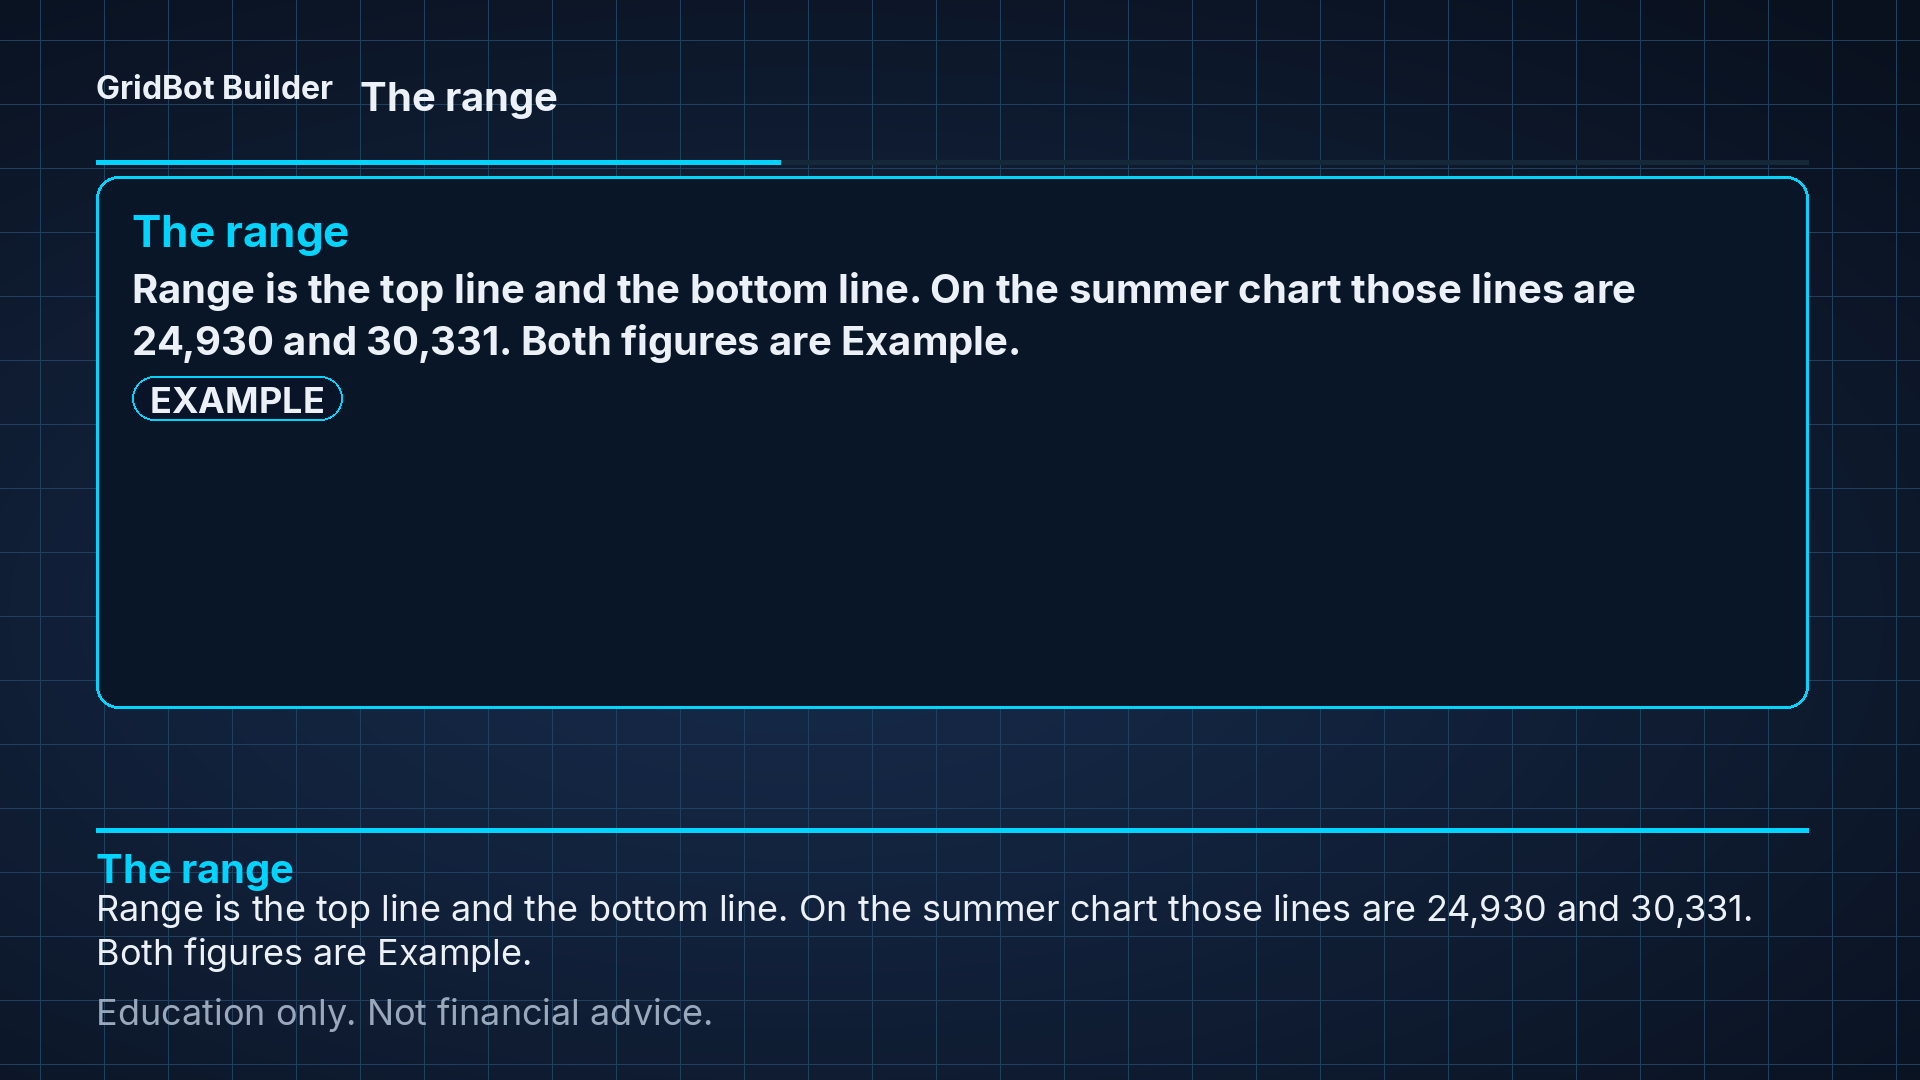 GridBot Builder The range
The range
Range is the top line and the bottom line. On the summer chart those lines are
24,930 and 30,331. Both figures are Example.
EXAMPLE
The range
Range is the top line and the bottom line. On the summer chart those lines are 24,930 and 30,331.
Both figures are Example.
Education only. Not financial advice.